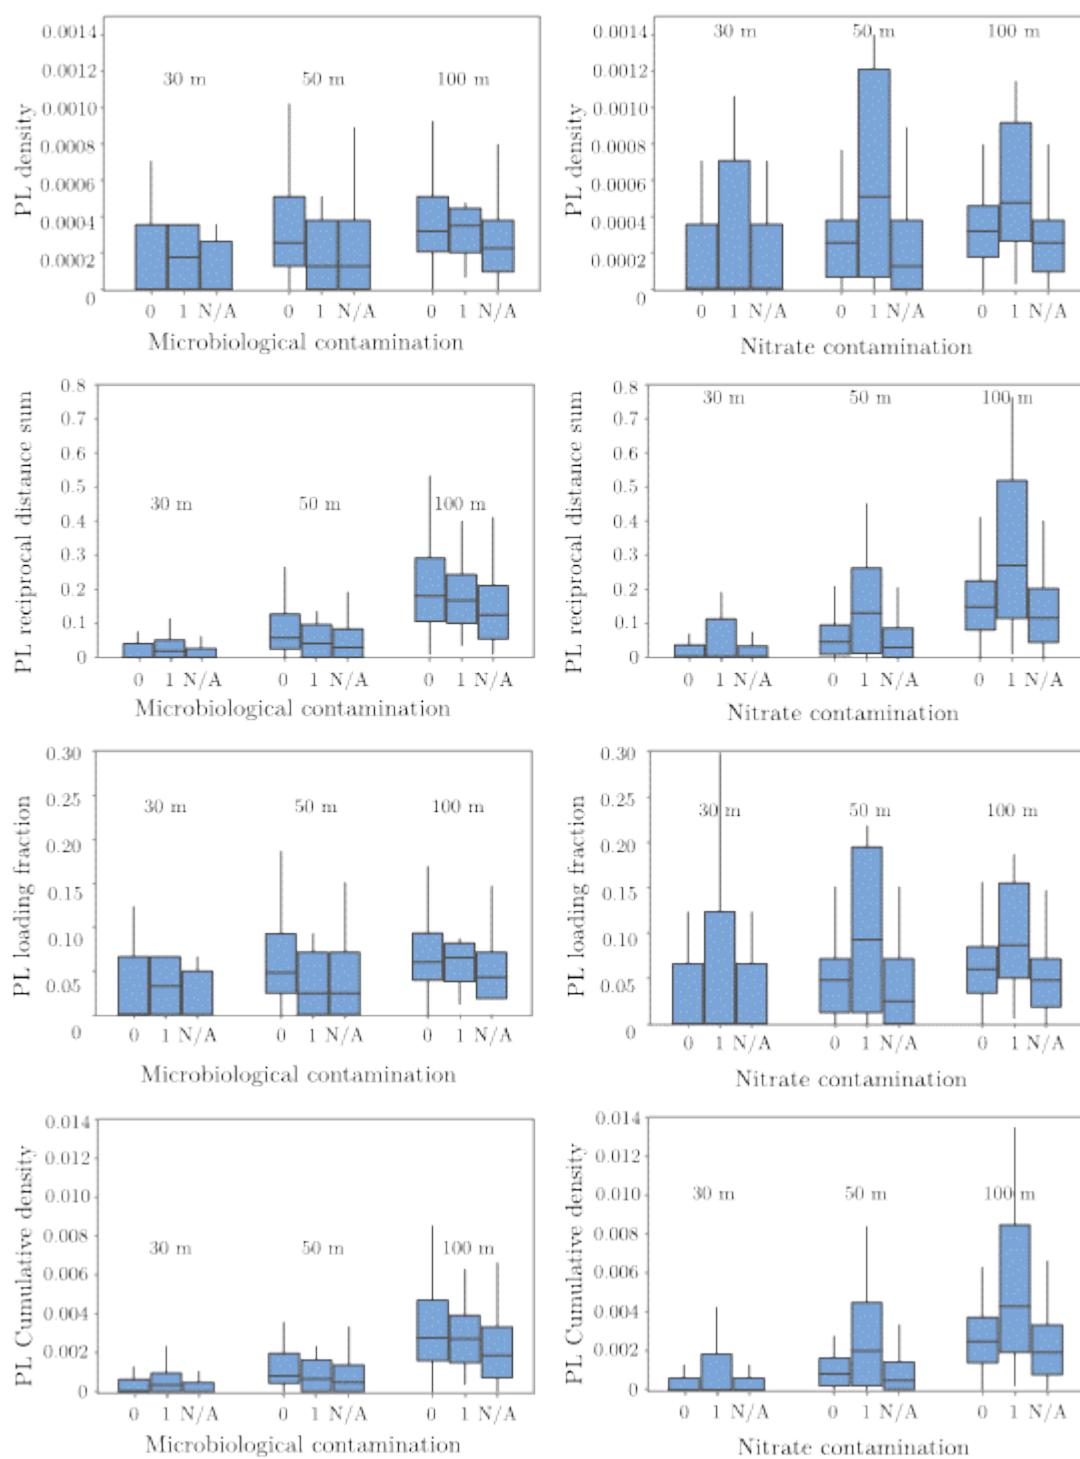 0.0014
0.0012
0.0010
0.0008
0.0006
0.0004
0.0002
0
PL density
30 m 50 m 100 m
0 1 N/A 0 1 N/A 0 1 N/A
Microbiological contamination
0.0014
0.0012
0.0010
0.0008
0.0006
0.0004
0.0002
0
PL density
30 m 50 m 100 m
0 1 N/A 0 1 N/A 0 1 N/A
Nitrate contamination
0.8
0.7
0.6
0.5
0.4
0.3
0.2
0.1
0
PL reciprocal distance sum
30 m 50 m 100 m
0 1 N/A 0 1 N/A 0 1 N/A
Microbiological contamination
0.8
0.7
0.6
0.5
0.4
0.3
0.2
0.1
0
PL reciprocal distance sum
30 m 50 m 100 m
0 1 N/A 0 1 N/A 0 1 N/A
Nitrate contamination
0.30
0.25
0.20
0.15
0.10
0.05
0
PL loading fraction
30 m 50 m 100 m
0 1 N/A 0 1 N/A 0 1 N/A
Microbiological contamination
0.30
0.25
0.20
0.15
0.10
0.05
0
PL loading fraction
30 m 50 m 100 m
0 1 N/A 0 1 N/A 0 1 N/A
Nitrate contamination
0.014
0.012
0.010
0.008
0.006
0.004
0.002
0
PL Cumulative density
30 m 50 m 100 m
0 1 N/A 0 1 N/A 0 1 N/A
Microbiological contamination
0.014
0.012
0.010
0.008
0.006
0.004
0.002
0
PL Cumulative density
30 m 50 m 100 m
0 1 N/A 0 1 N/A 0 1 N/A
Nitrate contamination